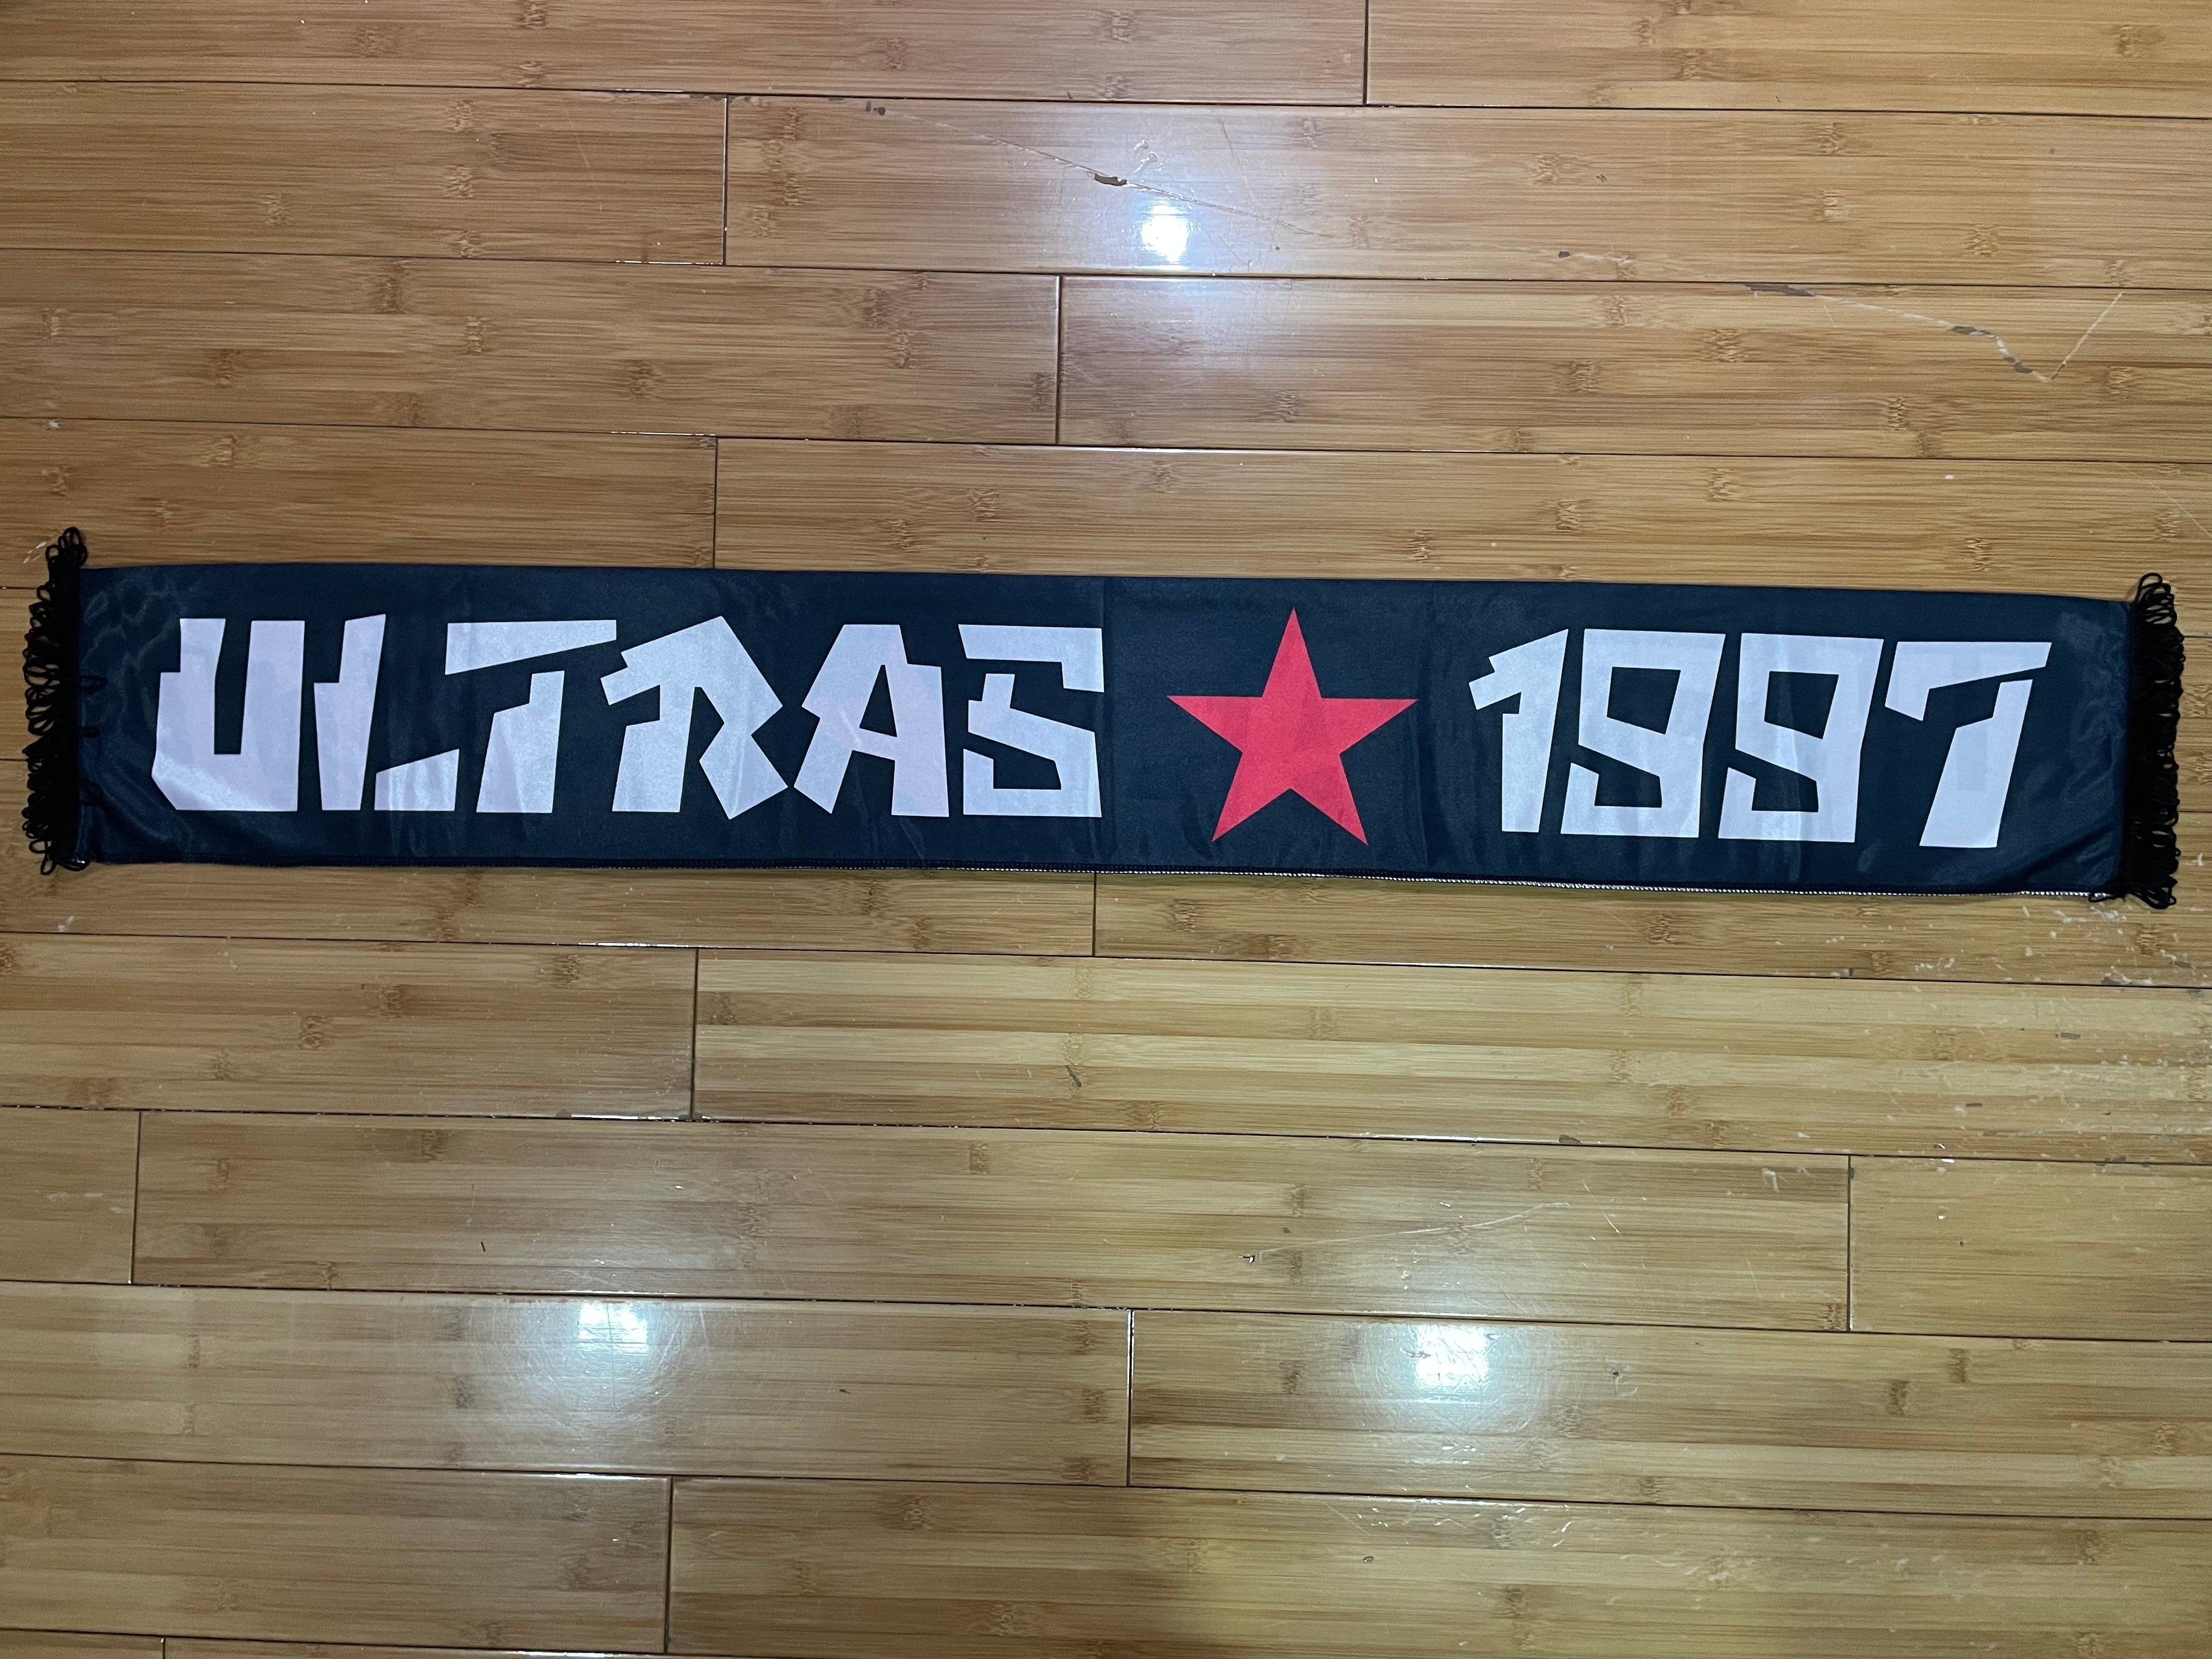 ULTRAS ★ 1997